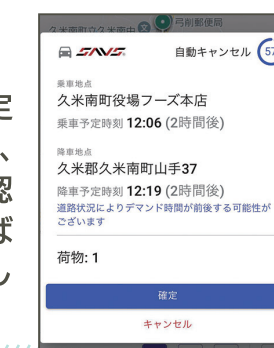 久米南町立久米南中
弓削郵便局
SAVS
自動キャンセル 57
乗車地点
久米南町役場フーズ本店
乗車予定時刻 12:06 (2時間後)
降車地点
久米郡久米南町山手37
降車予定時刻 12:19 (2時間後)
道路状況によりデマンド時間が前後する可能性が
ございます
荷物: 1
確定
キャンセル
定
、
認
ば
し